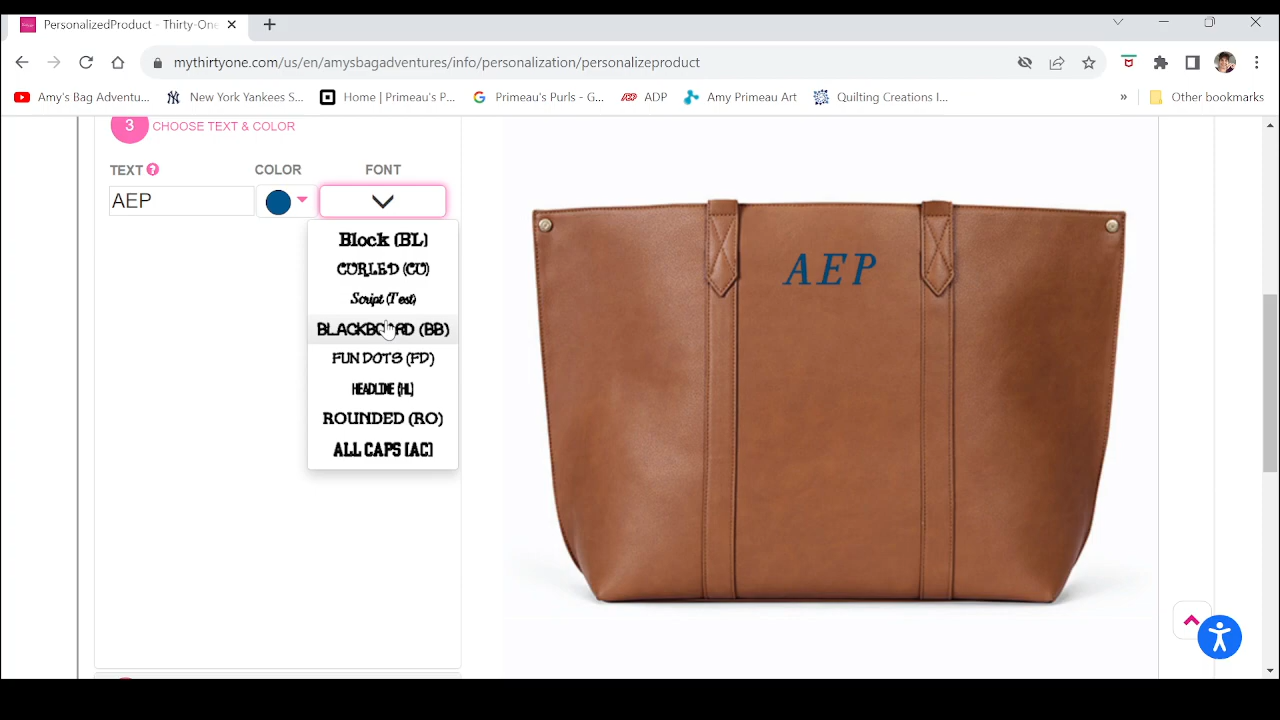 PersonalizedProduct - Thirty-One
mythirtyone.com/us/en/amysbagadventures/info/personalization/personalizeproduct
Amy's Bag Adventu...
New York Yankees S...
Home | Primeau's P...
Primeau's Purls - G...
ADP
Amy Primeau Art
Quilting Creations I...
»
Other bookmarks
3 CHOOSE TEXT & COLOR
TEXT ?
COLOR
FONT
AEP
Block (BL)
CURLED (CU)
Script (Test)
BLACKBOARD (BB)
FUN DOTS (FD)
HEADLINE (HL)
ROUNDED (RO)
ALL CAPS (AC)
AEP